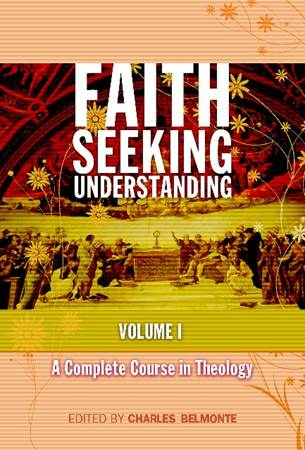 FAITH
SEEKING
UNDERSTANDING
VOLUME I
A Complete Course in Theology
EDITED BY CHARLES BELMONTE